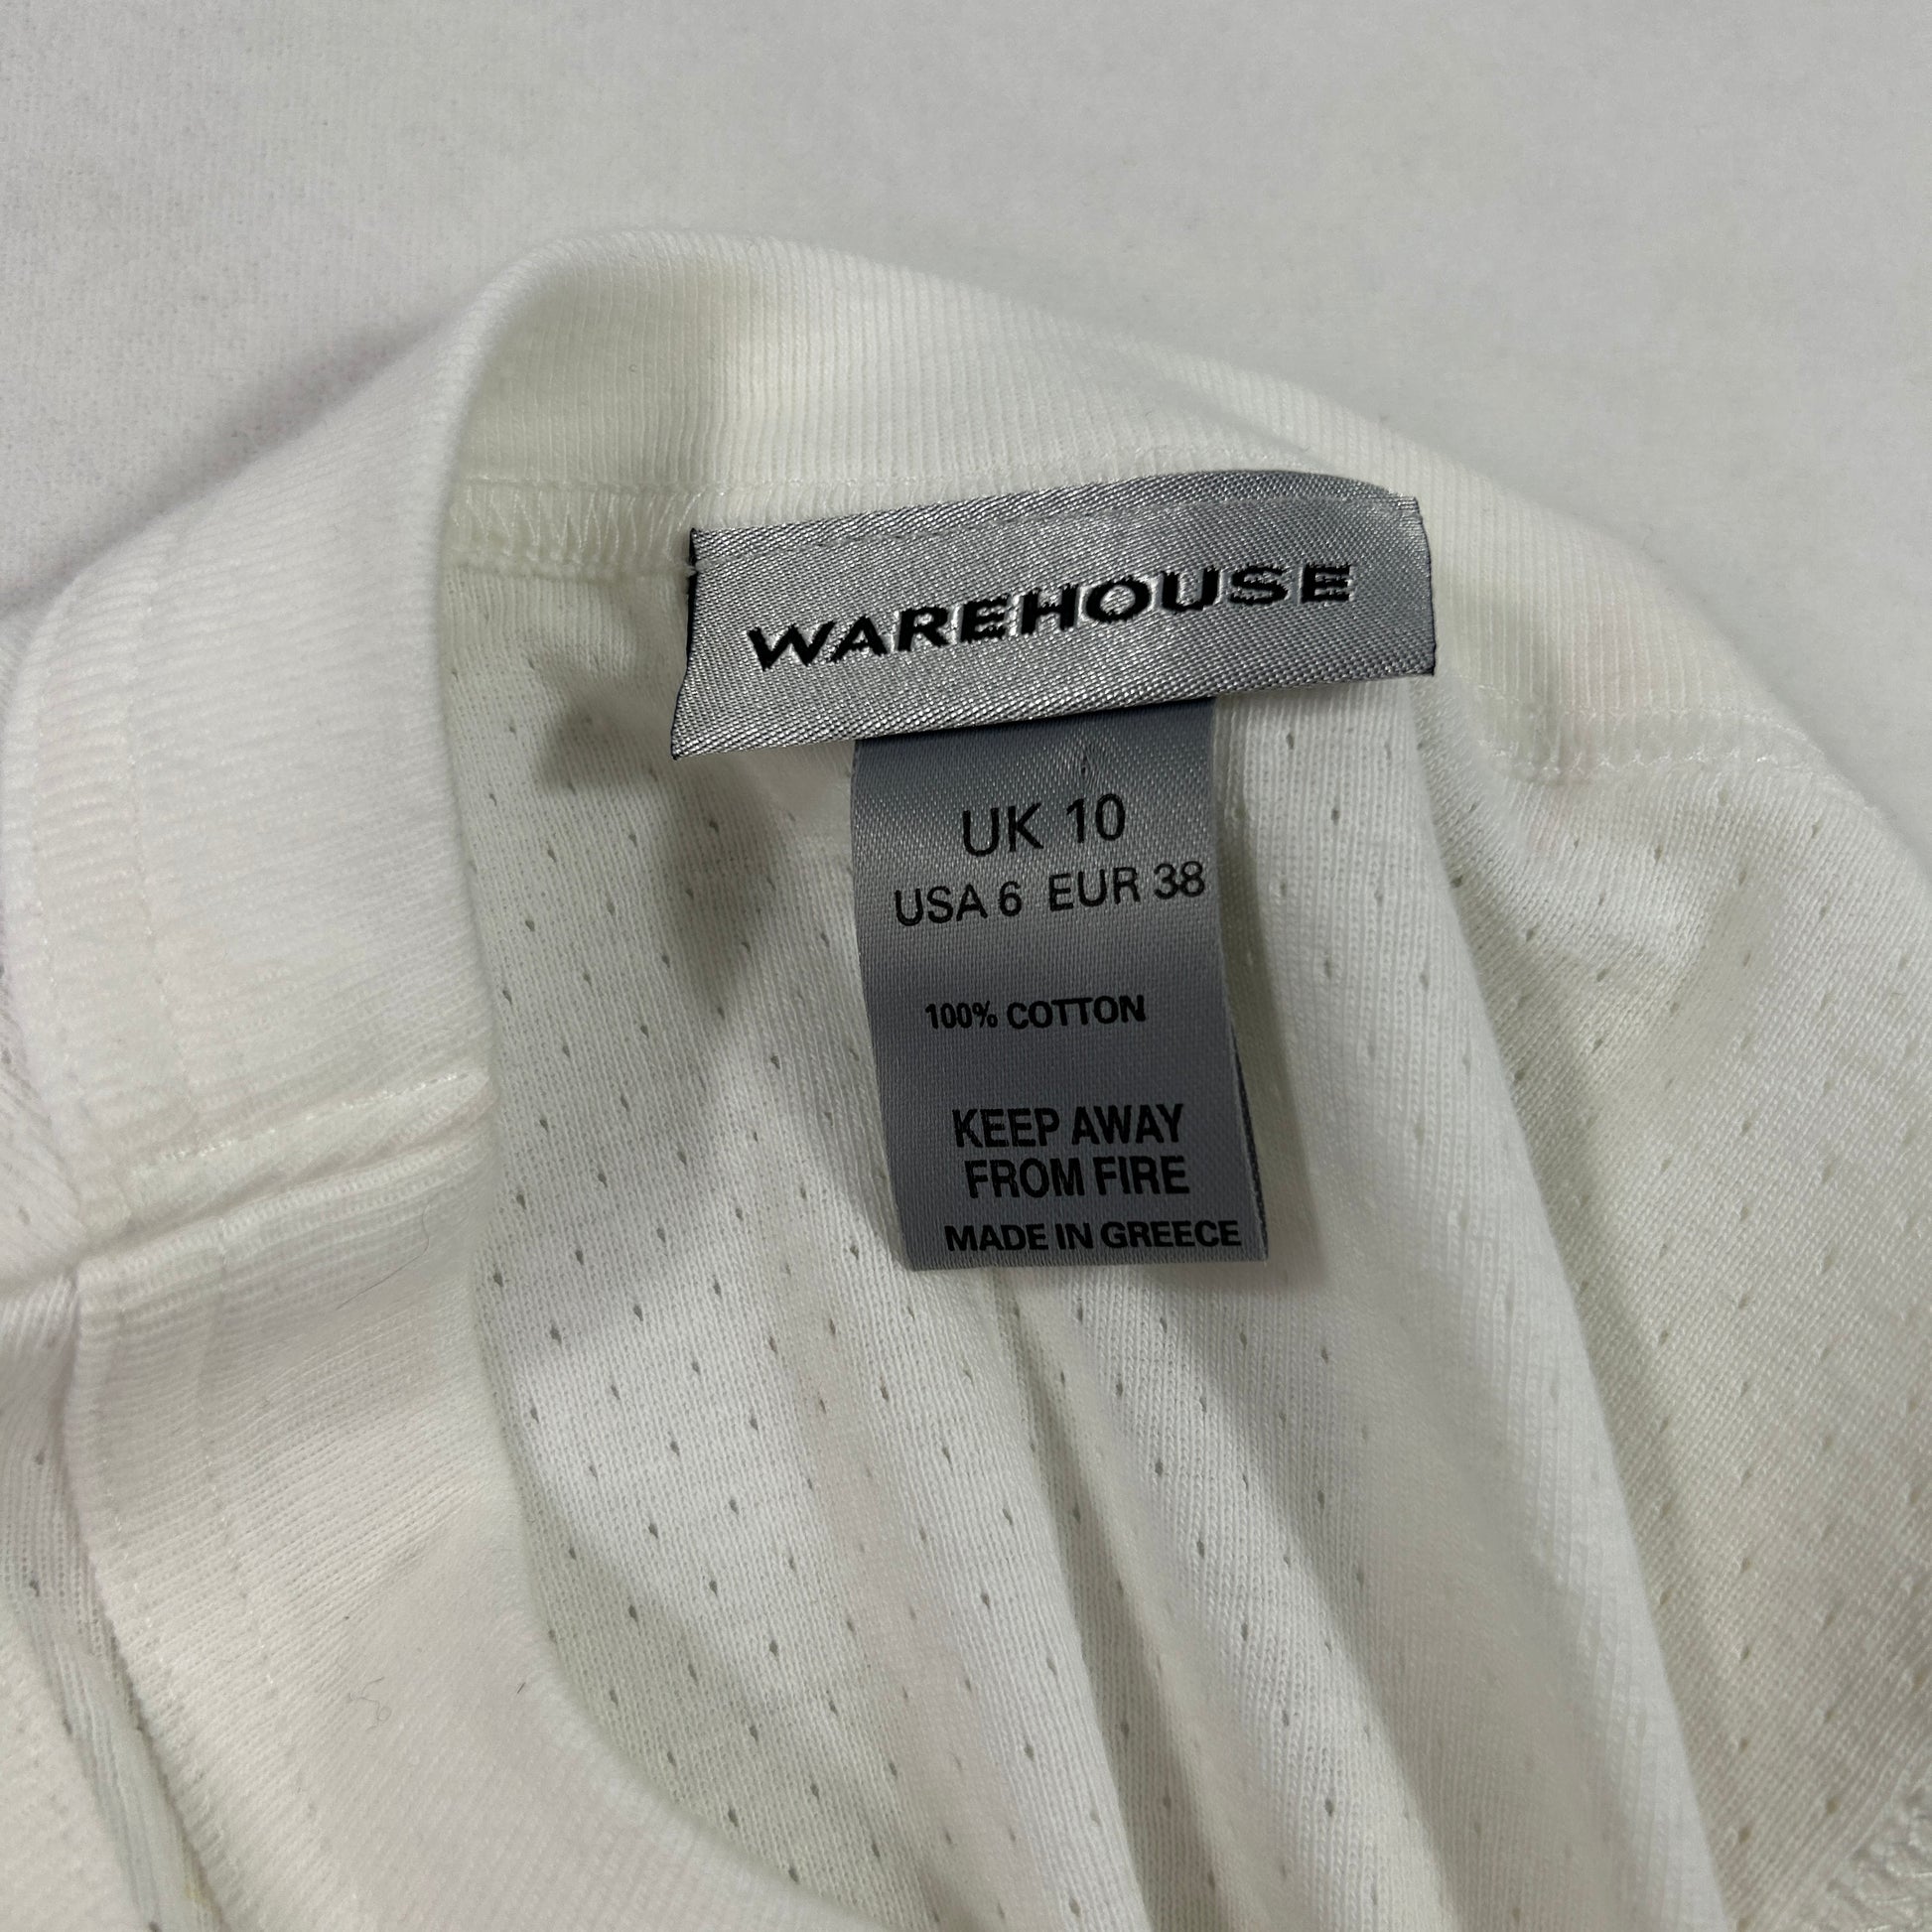 WAREHOUSE
UK 10
USA 6 EUR 38
100% COTTON
KEEP AWAY
FROM FIRE
MADE IN GREECE